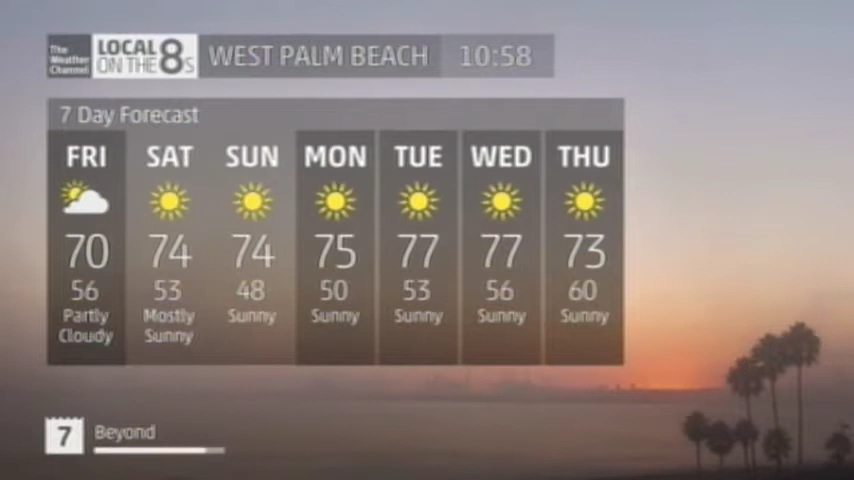 The Weather Channel
LOCAL ON THE 8s
WEST PALM BEACH
10:58
7 Day Forecast
FRI SAT SUN MON TUE WED THU
70 74 74 75 77 77 73
56 53 48 50 53 56 60
Partly Cloudy Mostly Sunny Sunny Sunny Sunny Sunny Sunny
7 Beyond